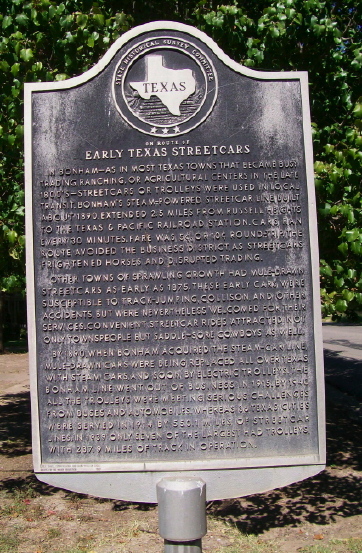 STATE HISTORICAL SURVEY COMMITTEE
TEXAS
ON ROUTE OF
EARLY TEXAS STREETCARS
IN BONHAM—AS IN MOST TEXAS TOWNS THAT BECAME BUSY
TRADING, RANCHING, OR AGRICULTURAL CENTERS IN THE LATE
1800'S—STREETCARS OR TROLLEYS WERE USED IN LOCAL
TRANSIT. BONHAM'S STEAM-POWERED STREETCAR LINE, BUILT
ABOUT 1890, EXTENDED 2.5 MILES FROM RUSSELL HEIGHTS
TO THE TEXAS & PACIFIC RAILROAD STATION. CARS RAN
EVERY 30 MINUTES. FARE WAS 5¢, OR 10¢ ROUND-TRIP. THE
ROUTE AVOIDED THE BUSINESS DISTRICT, AS STREETCARS
FRIGHTENED HORSES AND DISRUPTED TRADING.
OTHER TOWNS OF SPRAWLING GROWTH HAD MULE-DRAWN
STREETCARS AS EARLY AS 1875. THESE EARLY CARS WERE
SUSCEPTIBLE TO TRACK-JUMPING, COLLISION, AND OTHER
ACCIDENTS BUT WERE NEVERTHELESS WELCOMED FOR THEIR
SERVICES. CONVENIENT STREETCAR RIDES ATTRACTED NOT
ONLY TOWNSPEOPLE BUT SADDLE-SORE COWBOYS AS WELL.
BY 1890, WHEN BONHAM ACQUIRED THE STEAM-CAR LINE,
MULE-DRAWN CARS WERE BEING REPLACED ALL OVER TEXAS
WITH STEAM CARS AND SOON BY ELECTRIC TROLLEYS. THE
BONHAM LINE WENT OUT OF BUSINESS IN 1915. BY 1940
ALL THE TROLLEYS WERE MEETING SERIOUS CHALLENGES
FROM BUSES AND AUTOMOBILES. WHEREAS TEXAS CITIES
WERE SERVED IN 1914 BY MILES OF STREETCAR
LINES, IN 1939 ONLY SEVEN OF THE LARGEST HAD TROLLEYS,
WITH 287.9 MILES OF TRACK IN OPERATION.